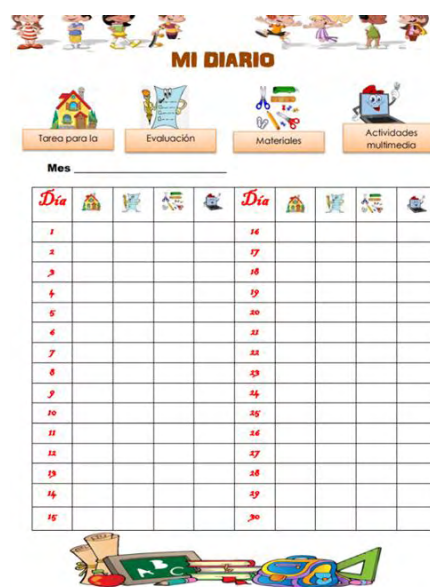 MI DIARIO
Tarea para la
Evaluación
Materiales
Actividades
multimedia
Mes
Día Día
1 16
2 17
3 18
4 19
5 20
6 21
7 22
8 23
9 24
10 25
11 26
12 27
13 28
14 29
15 30
A B C